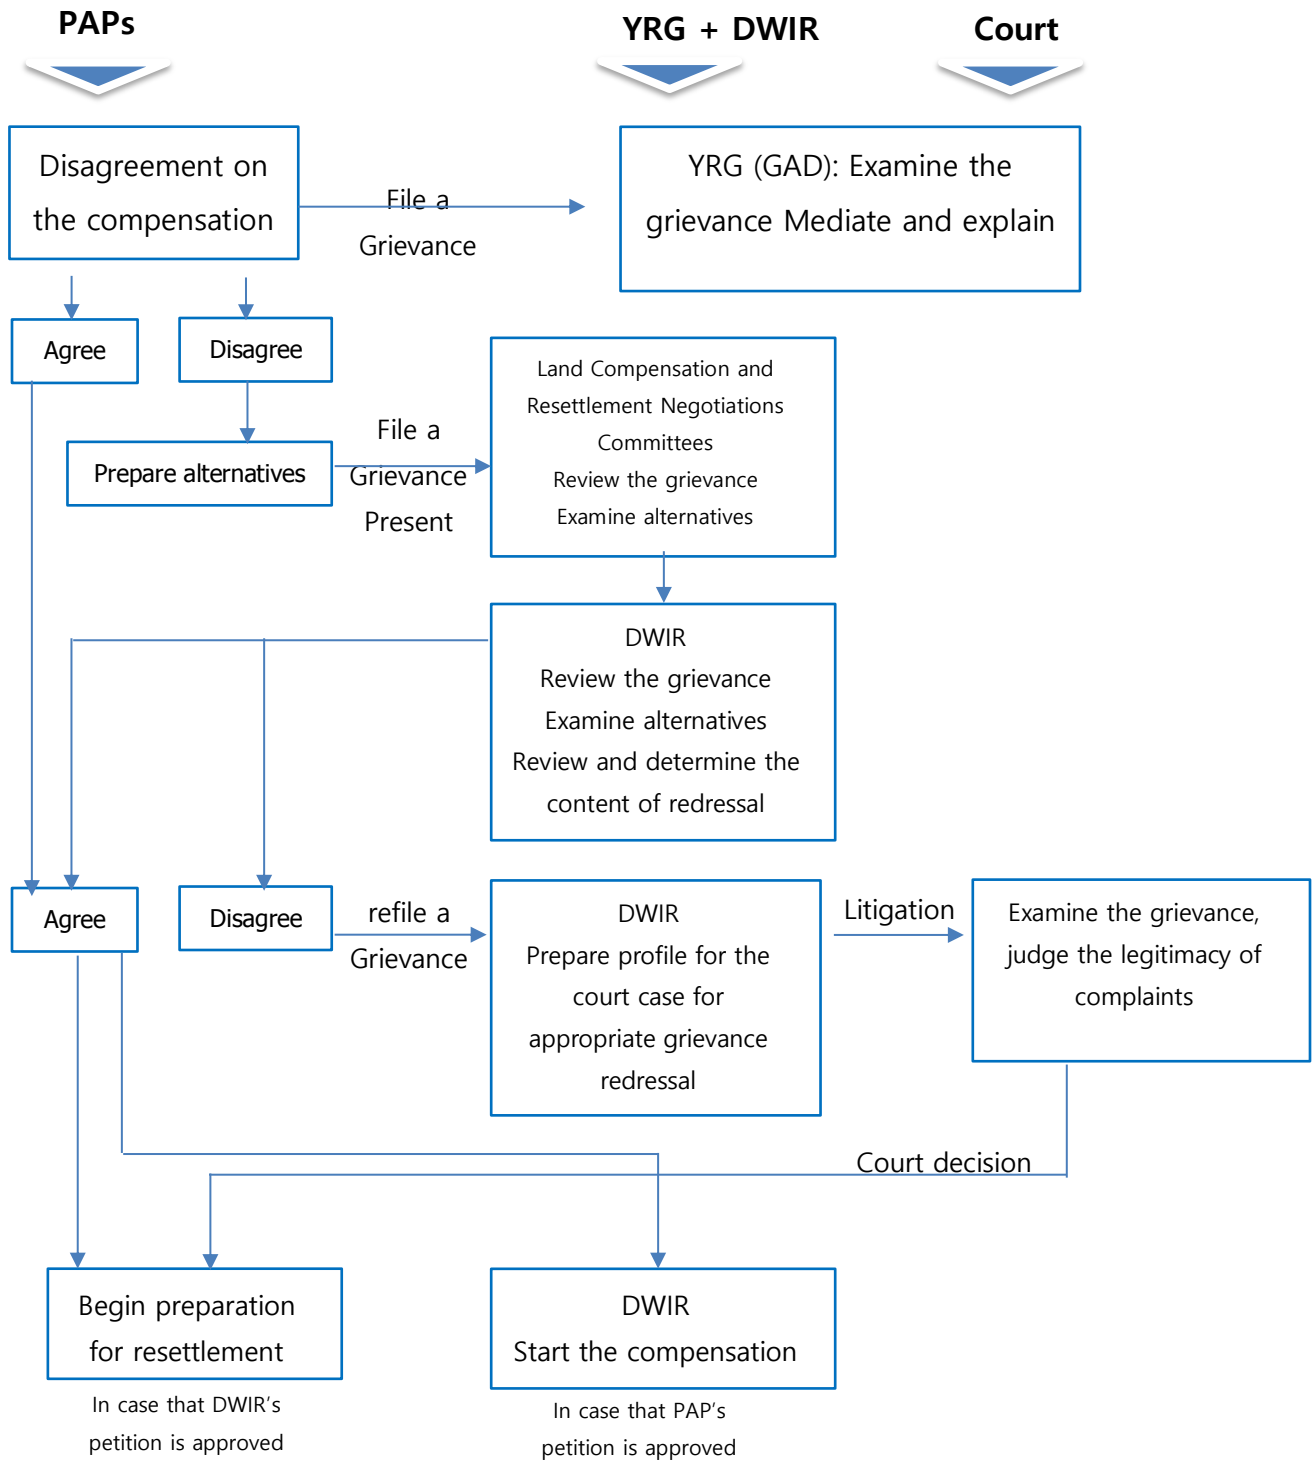 PAPs
YRG + DWIR
Court
Disagreement on
the compensation
File a
Grievance
YRG (GAD): Examine the
grievance Mediate and explain
Agree
Disagree
Prepare alternatives
File a
Grievance
Present
Land Compensation and
Resettlement Negotiations
Committees
Review the grievance
Examine alternatives
DWIR
Review the grievance
Examine alternatives
Review and determine the
content of redressal
Agree
Disagree
refile a
Grievance
DWIR
Prepare profile for the
court case for
appropriate grievance
redressal
Litigation
Examine the grievance,
judge the legitimacy of
complaints
Court decision
Begin preparation
for resettlement
In case that DWIR’s
petition is approved
DWIR
Start the compensation
In case that PAP’s
petition is approved